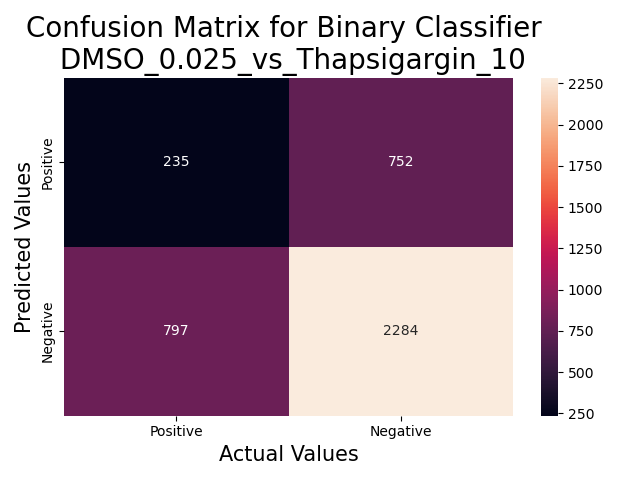 Confusion Matrix for Binary Classifier
DMSO_0.025_vs_Thapsigargin_10
Predicted Values
Positive
Negative
235
752
797
2284
Positive
Negative
Actual Values
2250
2000
1750
1500
1250
1000
750
500
250